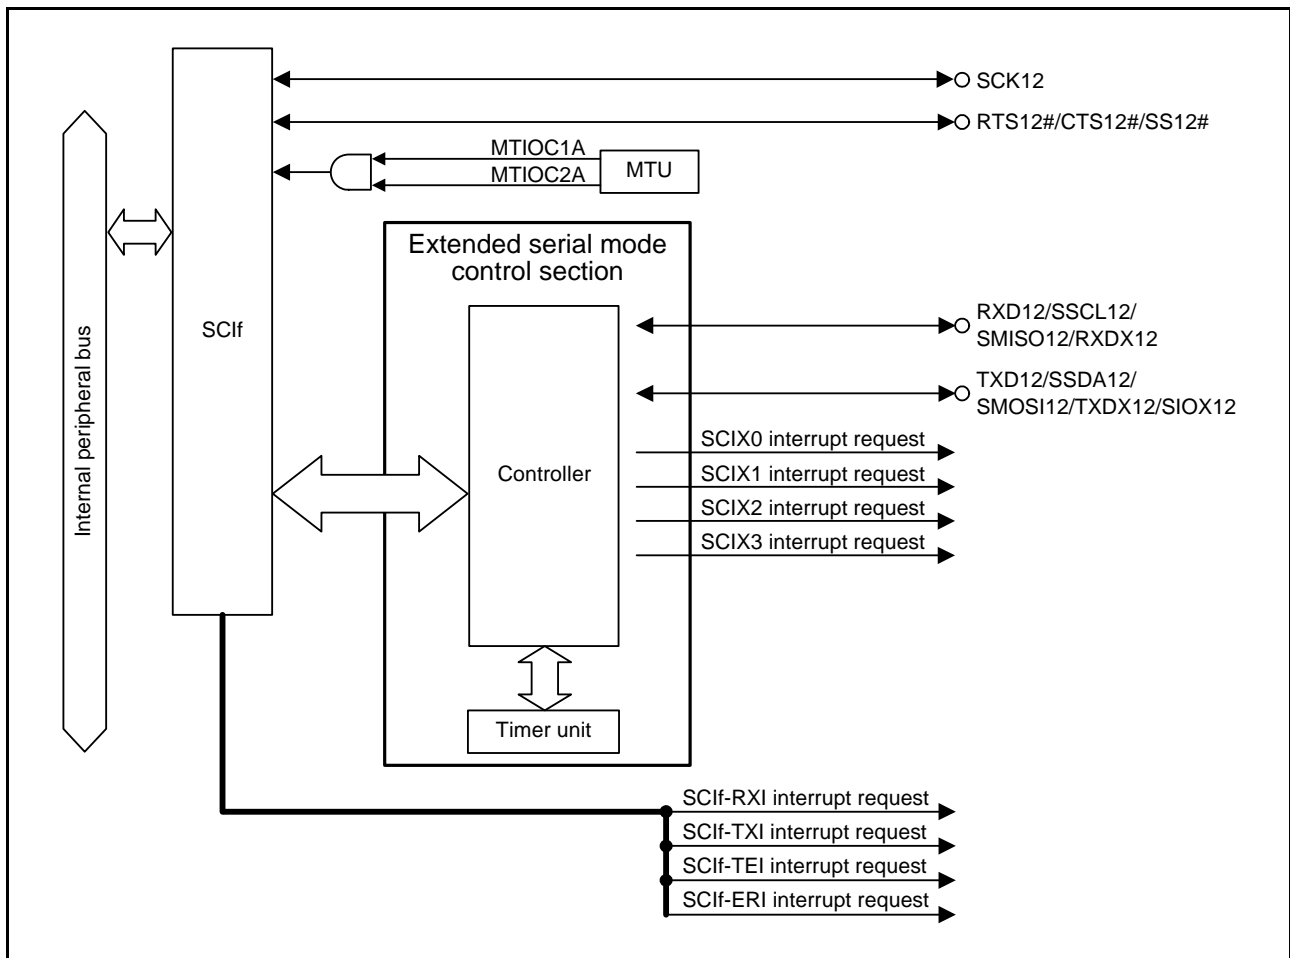 SCK12
RTS12#/CTS12#/SS12#
MTIOC1A
MTIOC2A
MTU
Extended serial mode
control section
Internal peripheral bus
SCIf
RXD12/SSCL12/
SMISO12/RXDX12
TXD12/SSDA12/
SMOSI12/TXDX12/SIOX12
Controller
SCIX0 interrupt request
SCIX1 interrupt request
SCIX2 interrupt request
SCIX3 interrupt request
Timer unit
SCIf-RXI interrupt request
SCIf-TXI interrupt request
SCIf-TEI interrupt request
SCIf-ERI interrupt request